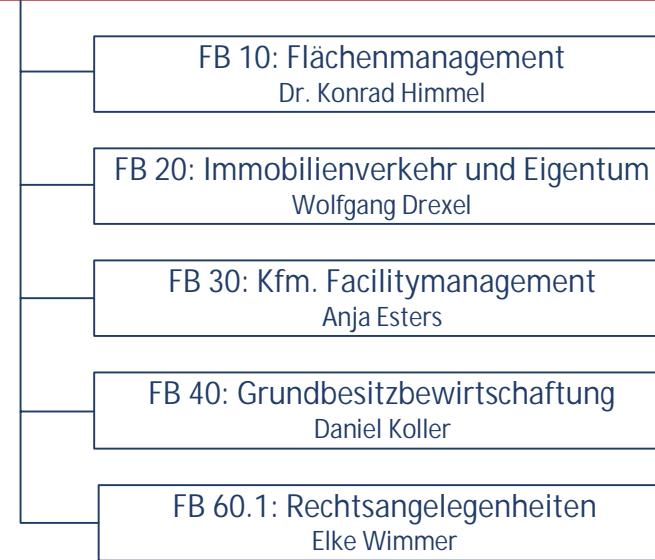 FB 10: Flächenmanagement
Dr. Konrad Himmel
FB 20: Immobilienverkehr und Eigentum
Wolfgang Drexel
FB 30: Kfm. Facilitymanagement
Anja Esters
FB 40: Grundbesitzbewirtschaftung
Daniel Koller
FB 60.1: Rechtsangelegenheiten
Elke Wimmer